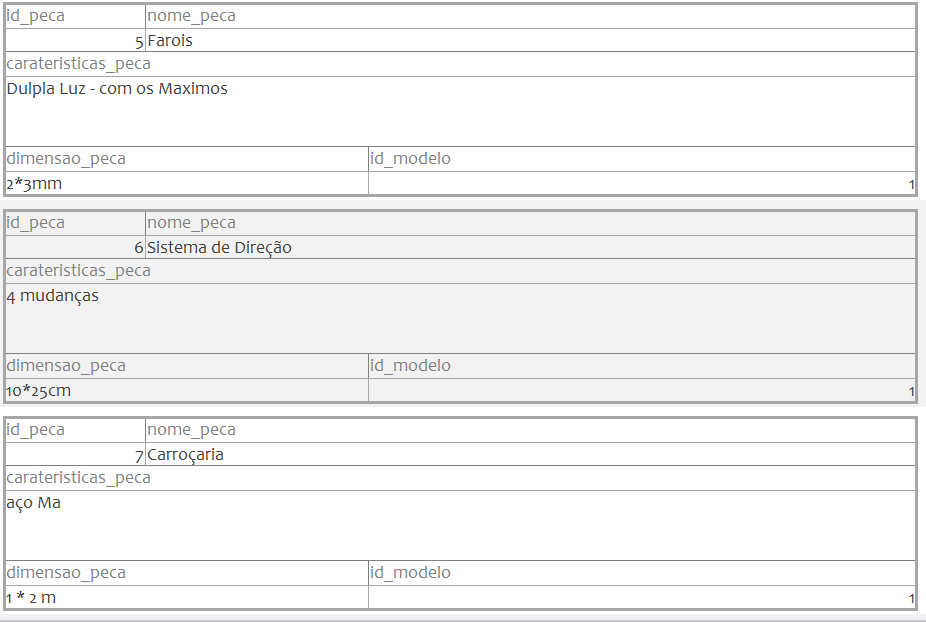 id_peca nome_peca
5 Farois
carateristicas_peca
Dulpla Luz - com os Maximos
dimensao_peca id_modelo
2*3mm 1
id_peca nome_peca
6 Sistema de Direção
carateristicas_peca
4 mudanças
dimensao_peca id_modelo
10*25cm 1
id_peca nome_peca
7 Carroçaria
carateristicas_peca
aço Ma
dimensao_peca id_modelo
1 * 2 m 1